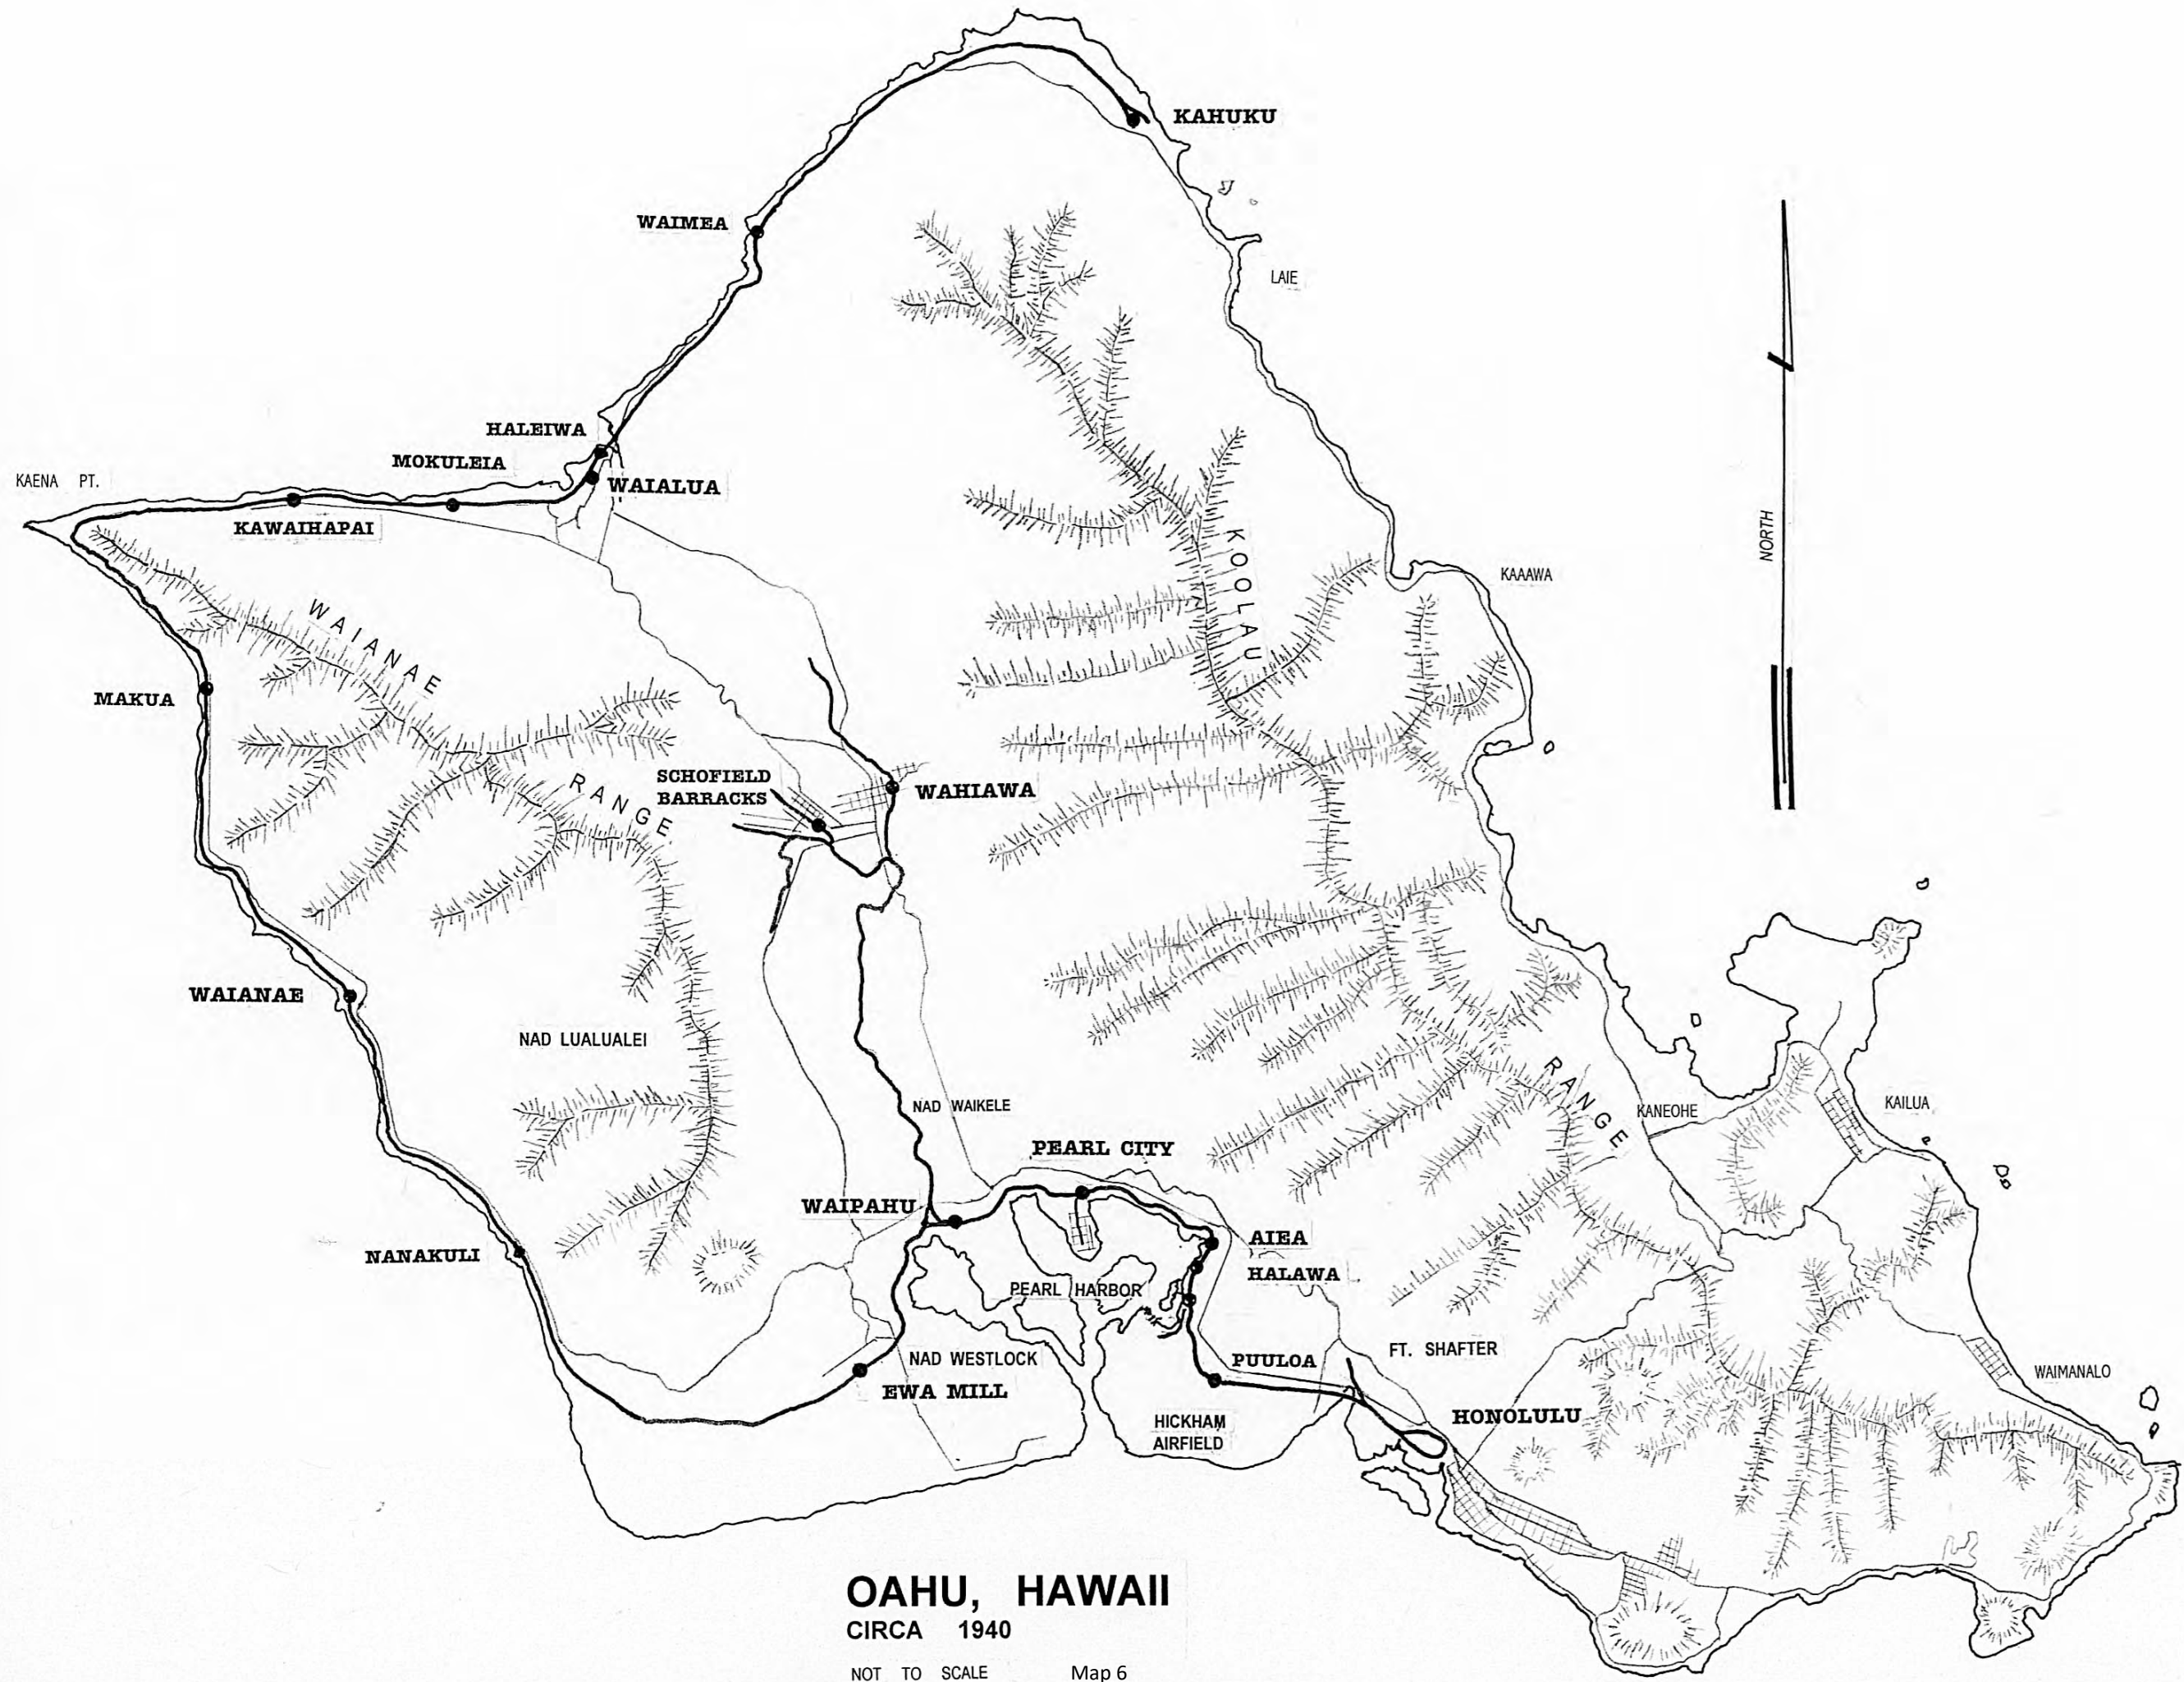 KAHUKU
WAIMEA
LAIE
HALEIWA
MOKULEIA
KAENA PT.
WAIALUA
KAWAIHAPAI
NORTH
KOOLAU
KAAAWA
WAIANAE
MAKUA
RANGE
SCHOFIELD
BARRACKS
WAHIAWA
WAIANAE
NAD LUALUALEI
RANGE
NAD WAIKELE
KANEOHE
KAILUA
PEARL CITY
WAIPAHU
AIEA
NANAKULI
HALAWA
PEARL HARBOR
NAD WESTLOCK
PUULOA
FT. SHAFTER
WAIMANALO
EWA MILL
HICKHAM
AIRFIELD
HONOLULU
OAHU, HAWAII
CIRCA 1940
NOT TO SCALE Map 6